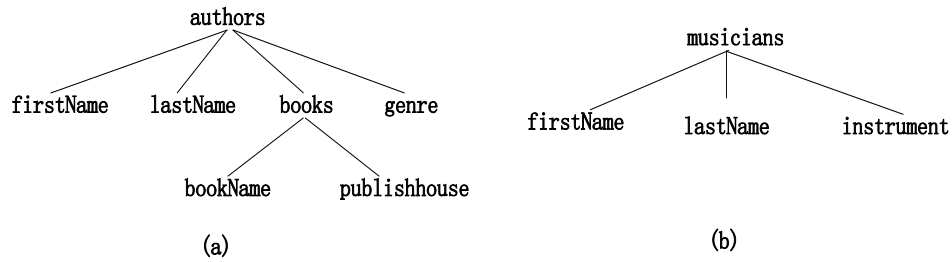 authors
firstName lastName books genre
bookName publishhouse
(a)
musicians
firstName lastName instrument
(b)